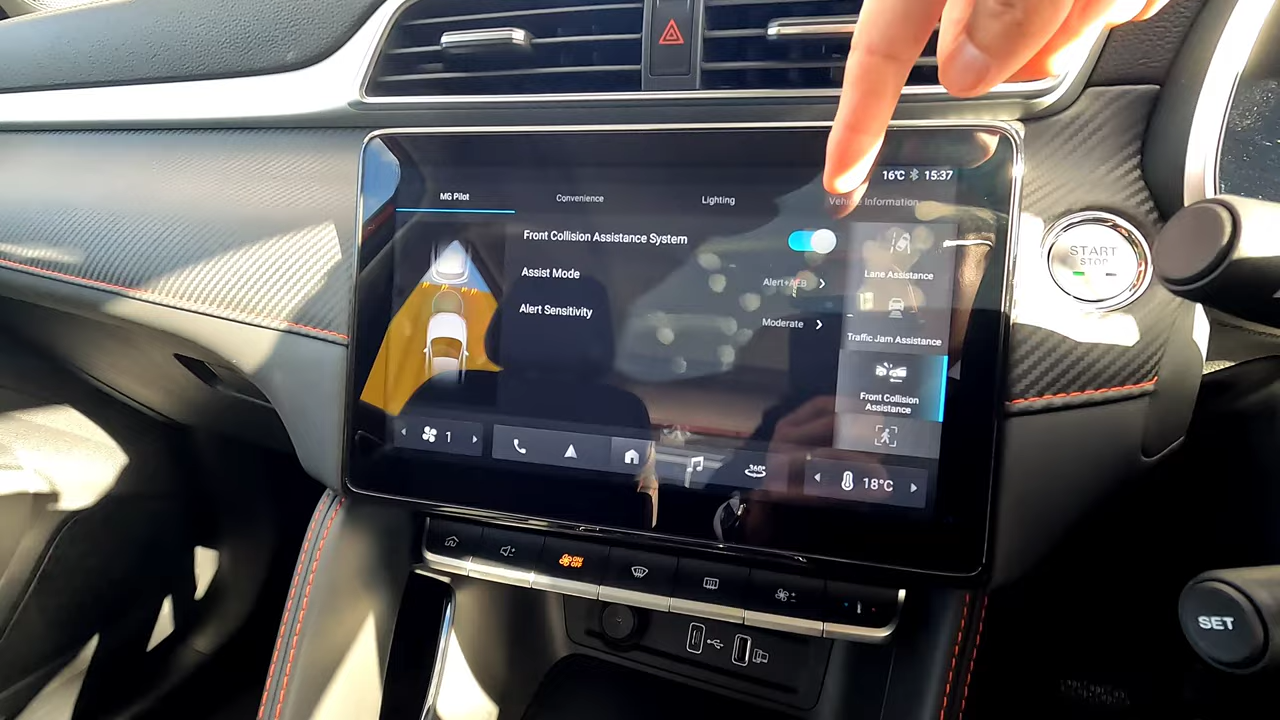 16℃ 15:37
MG Pilot
Convenience
Lighting
Vehicle Information
Front Collision Assistance System
Assist Mode
Alert+AEB
Alert Sensitivity
Moderate
Lane Assistance
Traffic Jam Assistance
Front Collision
Assistance
1
360°
18℃
ON/
OFF
START
STOP
SET